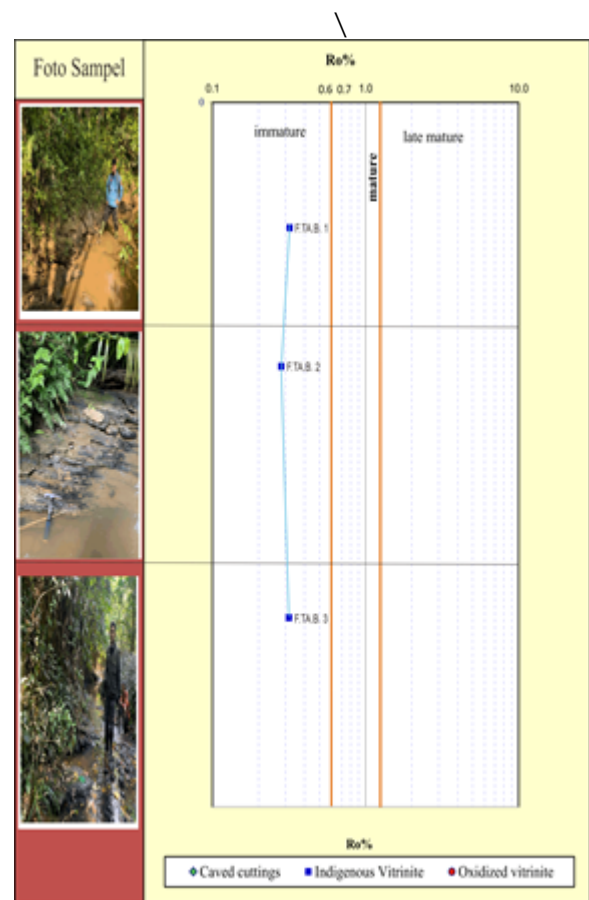 \
Foto Sampel
Ro%
0.1 0.6 0.7 1.0 10.0
0
immature
mature
late mature
F.TA.B. 1
F.TA.B. 2
F.TA.B. 3
Ro%
Caved cuttings Indigenous Vitrinite Oxidized vitrinite